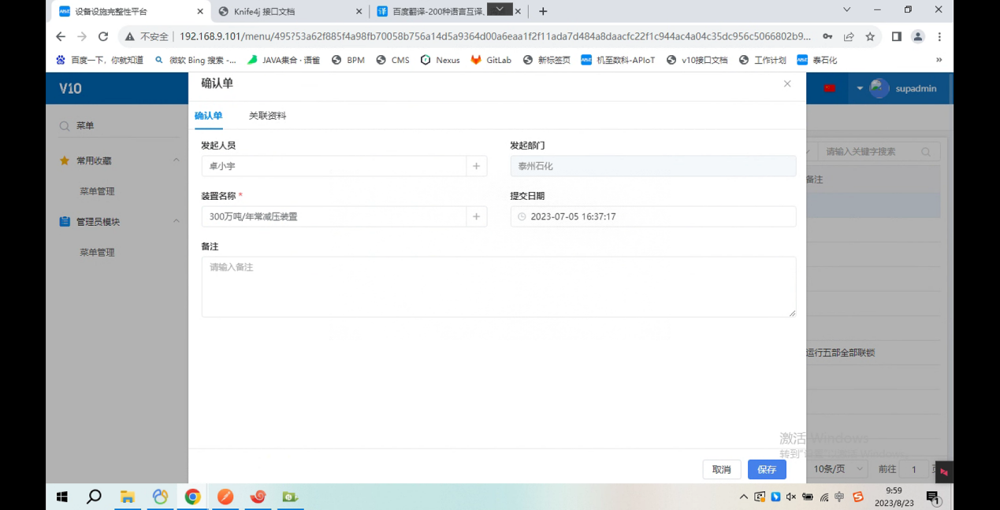 设备设施完整性平台
Knife4j 接口文档
译 百度翻译-200种语言互译、
不安全 192.168.9.101/menu/495?53a62f885f4a98fb70058b756a14d5a9364d00a6eaa1f2f11ada7d484a8daacfc22f1c944ac4a04c35dc956c5066802b9...
百度一下，你就知道 微软 Bing 搜索 -... JAVA集合 · 语雀 BPM CMS Nexus GitLab 新标签页 机至数科-APIoT v10接口文档 工作计划 泰石化 »
V10
确认单
supadmin
菜单
确认单 关联资料
常用收藏
发起人员 发起部门
请输入关键字搜索
卓小宇 泰州石化
备注
菜单管理
装置名称 * 提交日期
管理员模块
300万吨/年常减压装置 2023-07-05 16:37:17
菜单管理
备注
请输入备注
运行五部全部联锁
激活 Windows
取消 保存
10条/页 前往 1
中
9:59
2023/8/23
1